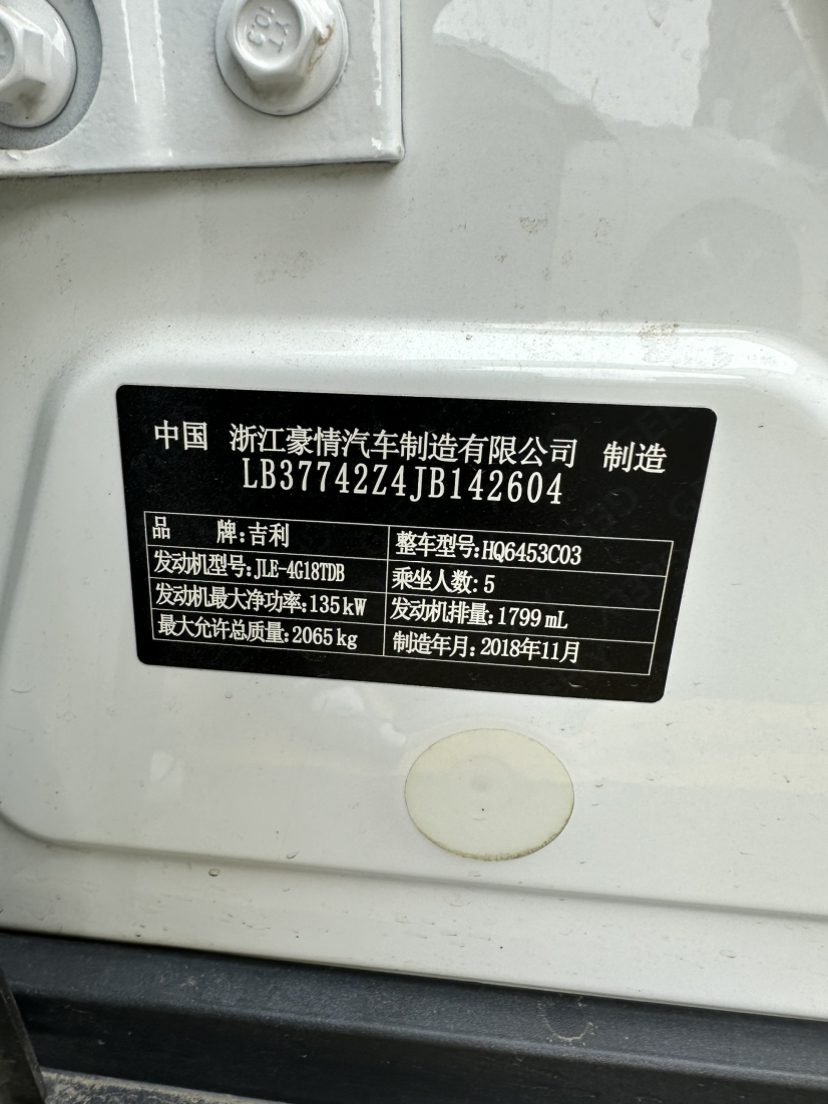 YT
10.9
中国 浙江豪情汽车制造有限公司 制造
LB37742Z4JB142604
品 牌:吉利 整车型号:HQ6453C03
发动机型号:JLE-4G18TDB 乘坐人数:5
发动机最大净功率:135kW 发动机排量:1799mL
最大允许总质量:2065kg 制造年月:2018年11月